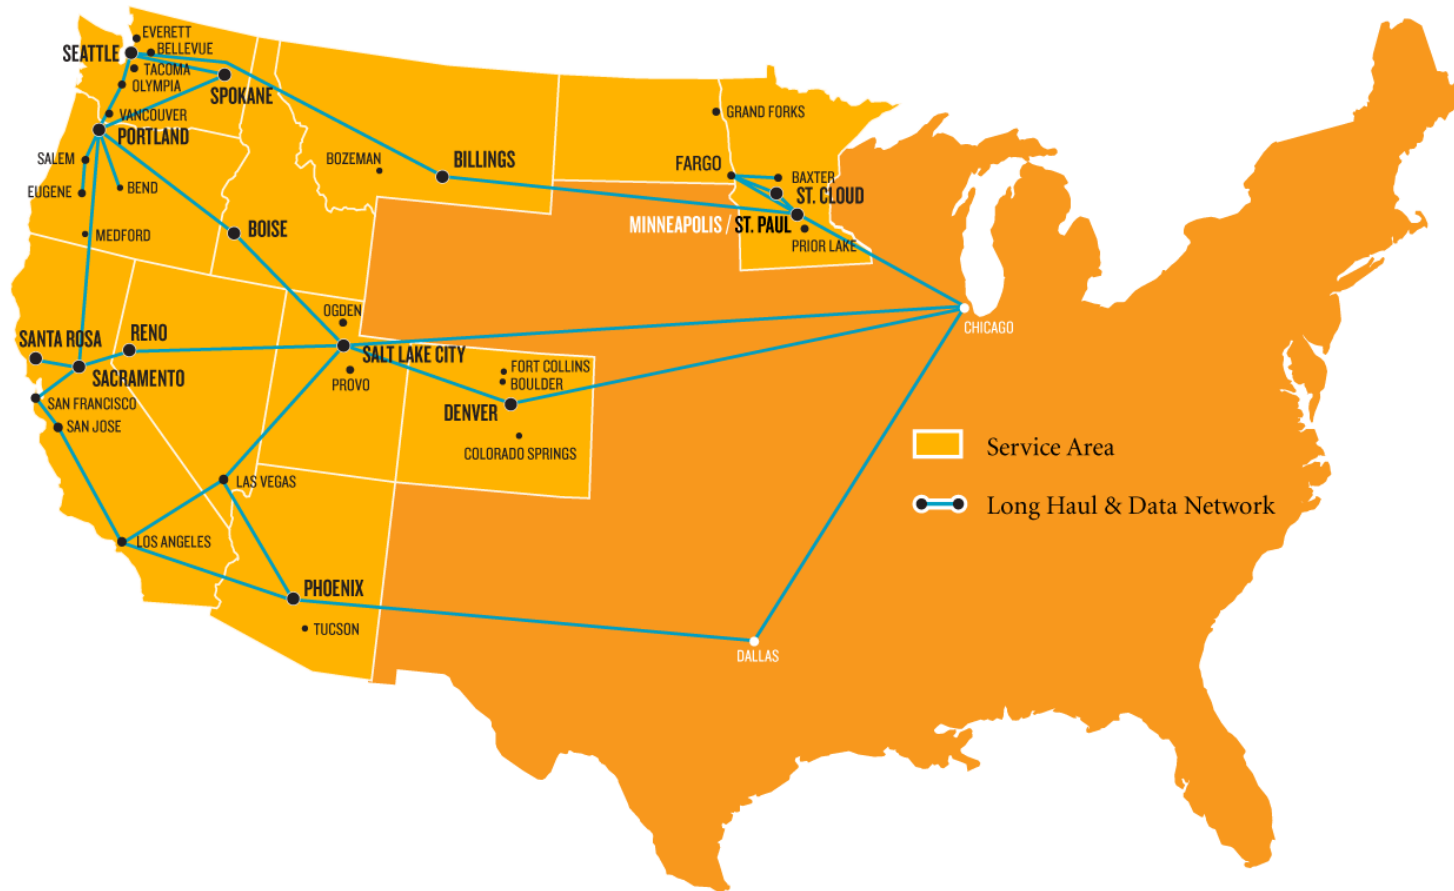 EVERETT
SEATTLE
BELLEVUE
TACOMA
OLYMPIA
SPOKANE
VANCOUVER
PORTLAND
SALEM
EUGENE
BEND
MEDFORD
BOISE
BOZEMAN
BILLINGS
GRAND FORKS
FARGO
BAXTER
ST. CLOUD
MINNEAPOLIS / ST. PAUL
PRIOR LAKE
CHICAGO
OGDEN
SANTA ROSA
RENO
SALT LAKE CITY
SACRAMENTO
PROVO
FORT COLLINS
BOULDER
DENVER
SAN FRANCISCO
SAN JOSE
COLORADO SPRINGS
LAS VEGAS
LOS ANGELES
PHOENIX
TUCSON
DALLAS
Service Area
Long Haul & Data Network